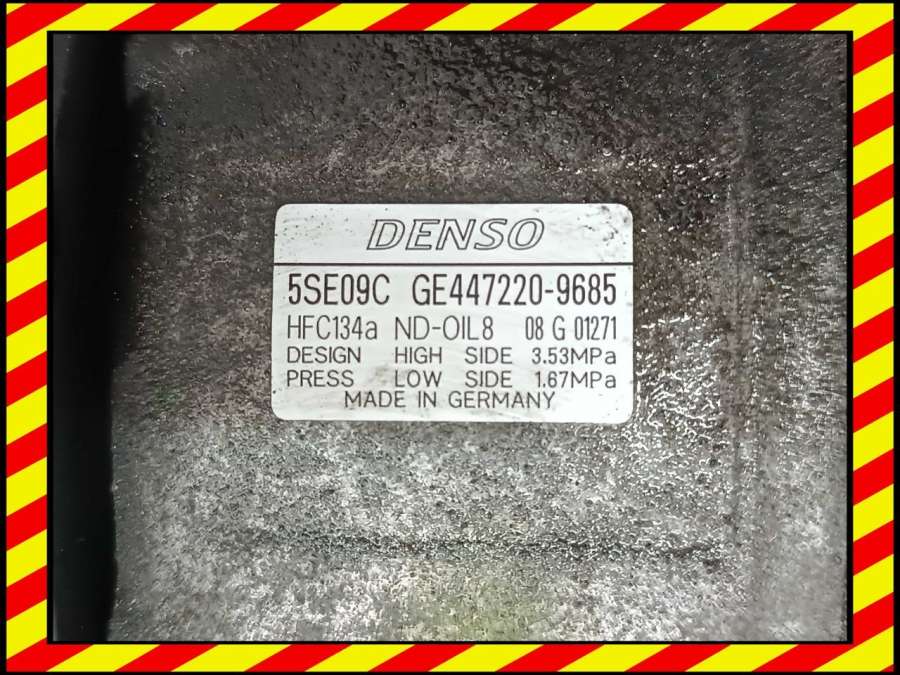 DENSO
5SE09C GE447220-9685
HFC134a ND-OIL8 08 G 01271
DESIGN HIGH SIDE 3.53MPa
PRESS LOW SIDE 1.67MPa
MADE IN GERMANY